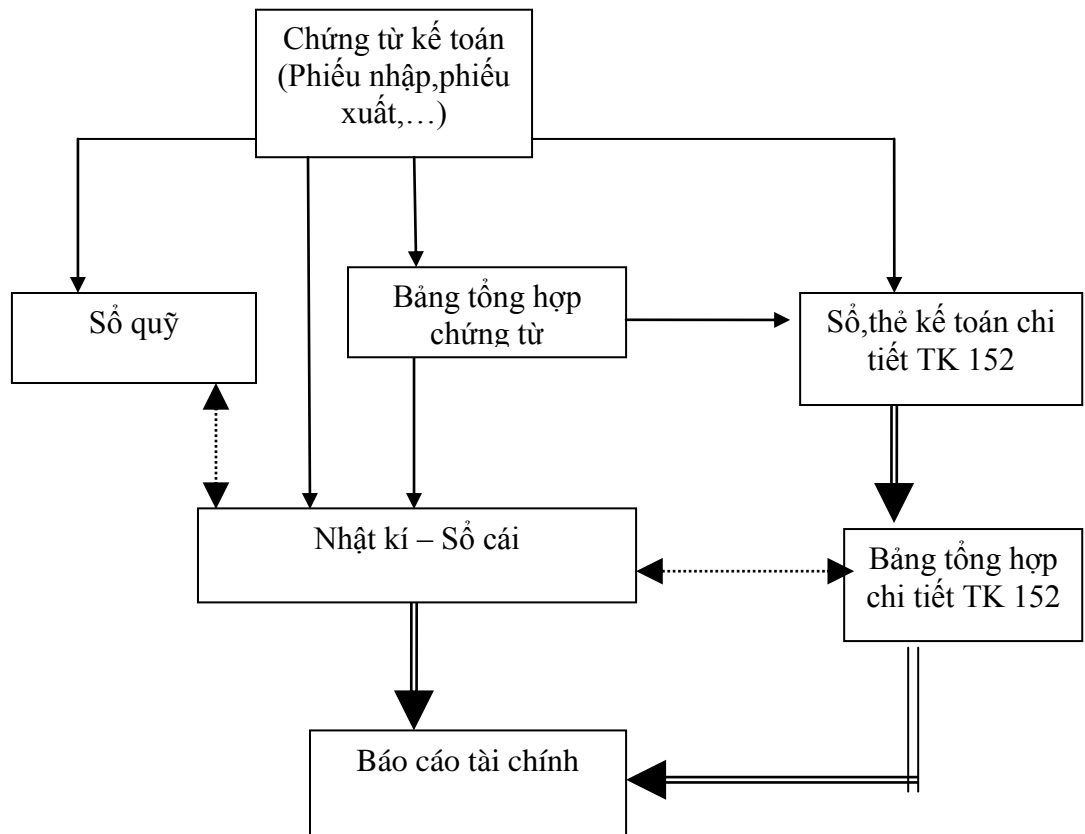 Chứng từ kế toán
(Phiếu nhập,phiếu
xuất,…)
Sổ quỹ
Bảng tổng hợp
chứng từ
Sổ,thẻ kế toán chi
tiết TK 152
Nhật kí – Sổ cái
Bảng tổng hợp
chi tiết TK 152
Báo cáo tài chính